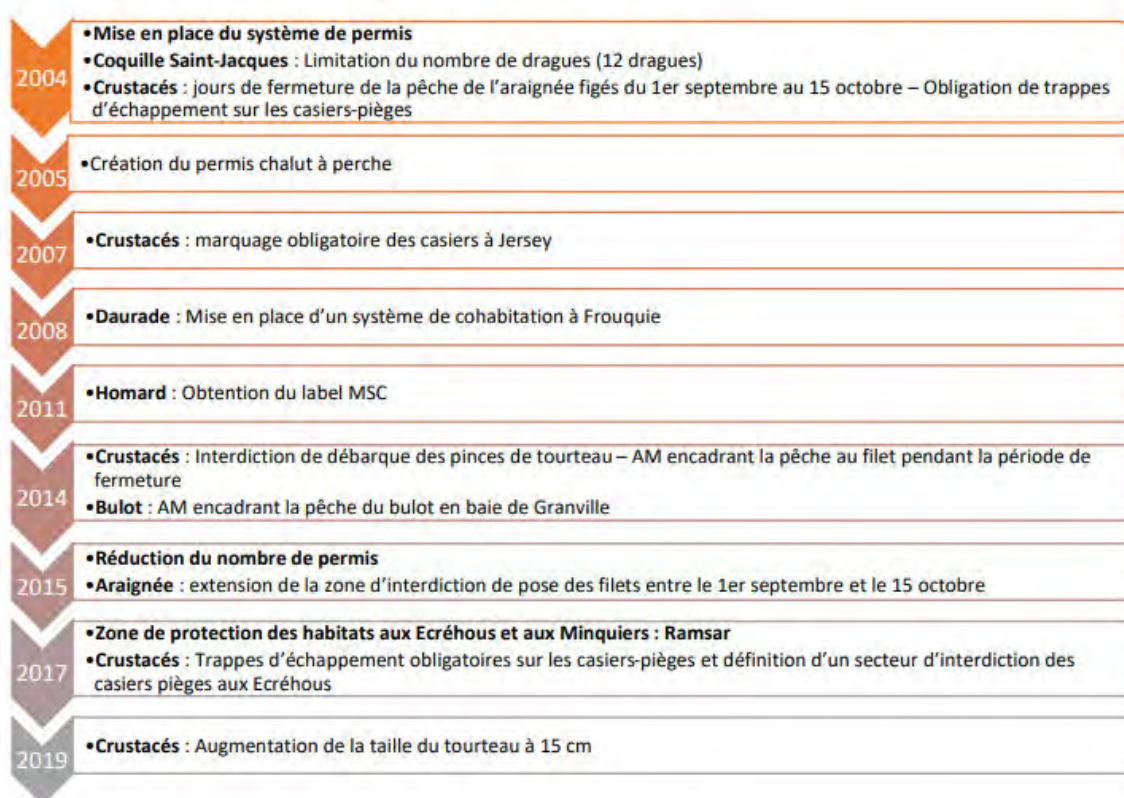 2004
•Mise en place du système de permis
•Coquille Saint-Jacques : Limitation du nombre de dragues (12 dragues)
•Crustacés : jours de fermeture de la pêche de l'araignée figés du 1er septembre au 15 octobre – Obligation de trappes
d'échappement sur les casiers-pièges
2005
•Création du permis chalut à perche
2007
•Crustacés : marquage obligatoire des casiers à Jersey
2008
•Daurade : Mise en place d'un système de cohabitation à Frouquie
2011
•Homard : Obtention du label MSC
2014
•Crustacés : Interdiction de débarque des pinces de tourteau – AM encadrant la pêche au filet pendant la période de
fermeture
•Bulot : AM encadrant la pêche du bulot en baie de Granville
2015
•Réduction du nombre de permis
•Araignée : extension de la zone d'interdiction de pose des filets entre le 1er septembre et le 15 octobre
2017
•Zone de protection des habitats aux Ecréhous et aux Minquiers : Ramsar
•Crustacés : Trappes d'échappement obligatoires sur les casiers-pièges et définition d'un secteur d'interdiction des
casiers pièges aux Ecréhous
2019
•Crustacés : Augmentation de la taille du tourteau à 15 cm